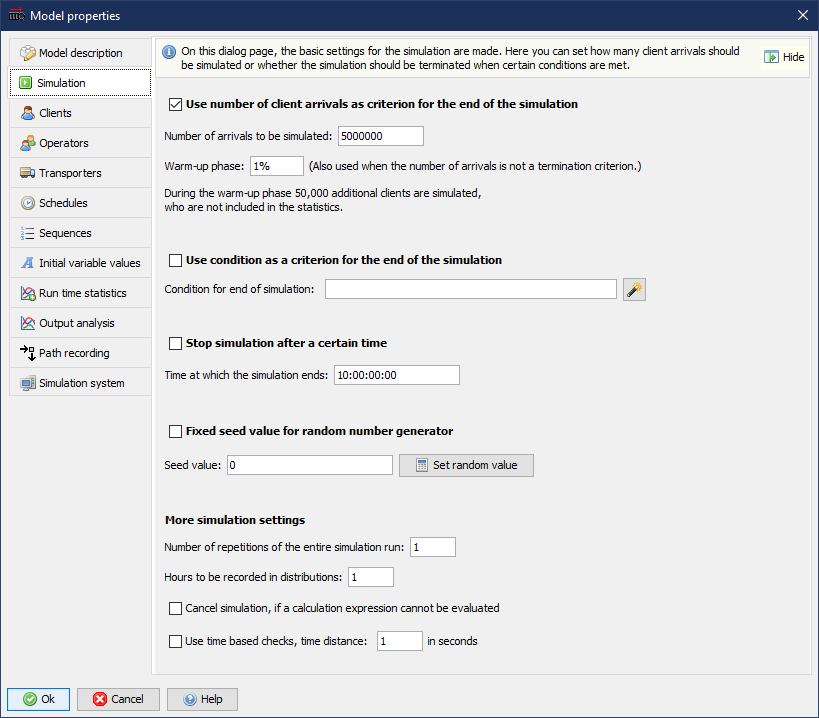 Model properties
Model description
Simulation
Clients
Operators
Transporters
Schedules
Sequences
Initial variable values
Run time statistics
Output analysis
Path recording
Simulation system
On this dialog page, the basic settings for the simulation are made. Here you can set how many client arrivals should
be simulated or whether the simulation should be terminated when certain conditions are met.
Hide
Use number of client arrivals as criterion for the end of the simulation
Number of arrivals to be simulated: 5000000
Warm-up phase: 1% (Also used when the number of arrivals is not a termination criterion.)
During the warm-up phase 50,000 additional clients are simulated,
who are not included in the statistics.
Use condition as a criterion for the end of the simulation
Condition for end of simulation:
Stop simulation after a certain time
Time at which the simulation ends: 10:00:00:00
Fixed seed value for random number generator
Seed value: 0 Set random value
More simulation settings
Number of repetitions of the entire simulation run: 1
Hours to be recorded in distributions: 1
Cancel simulation, if a calculation expression cannot be evaluated
Use time based checks, time distance: 1 in seconds
Ok Cancel Help